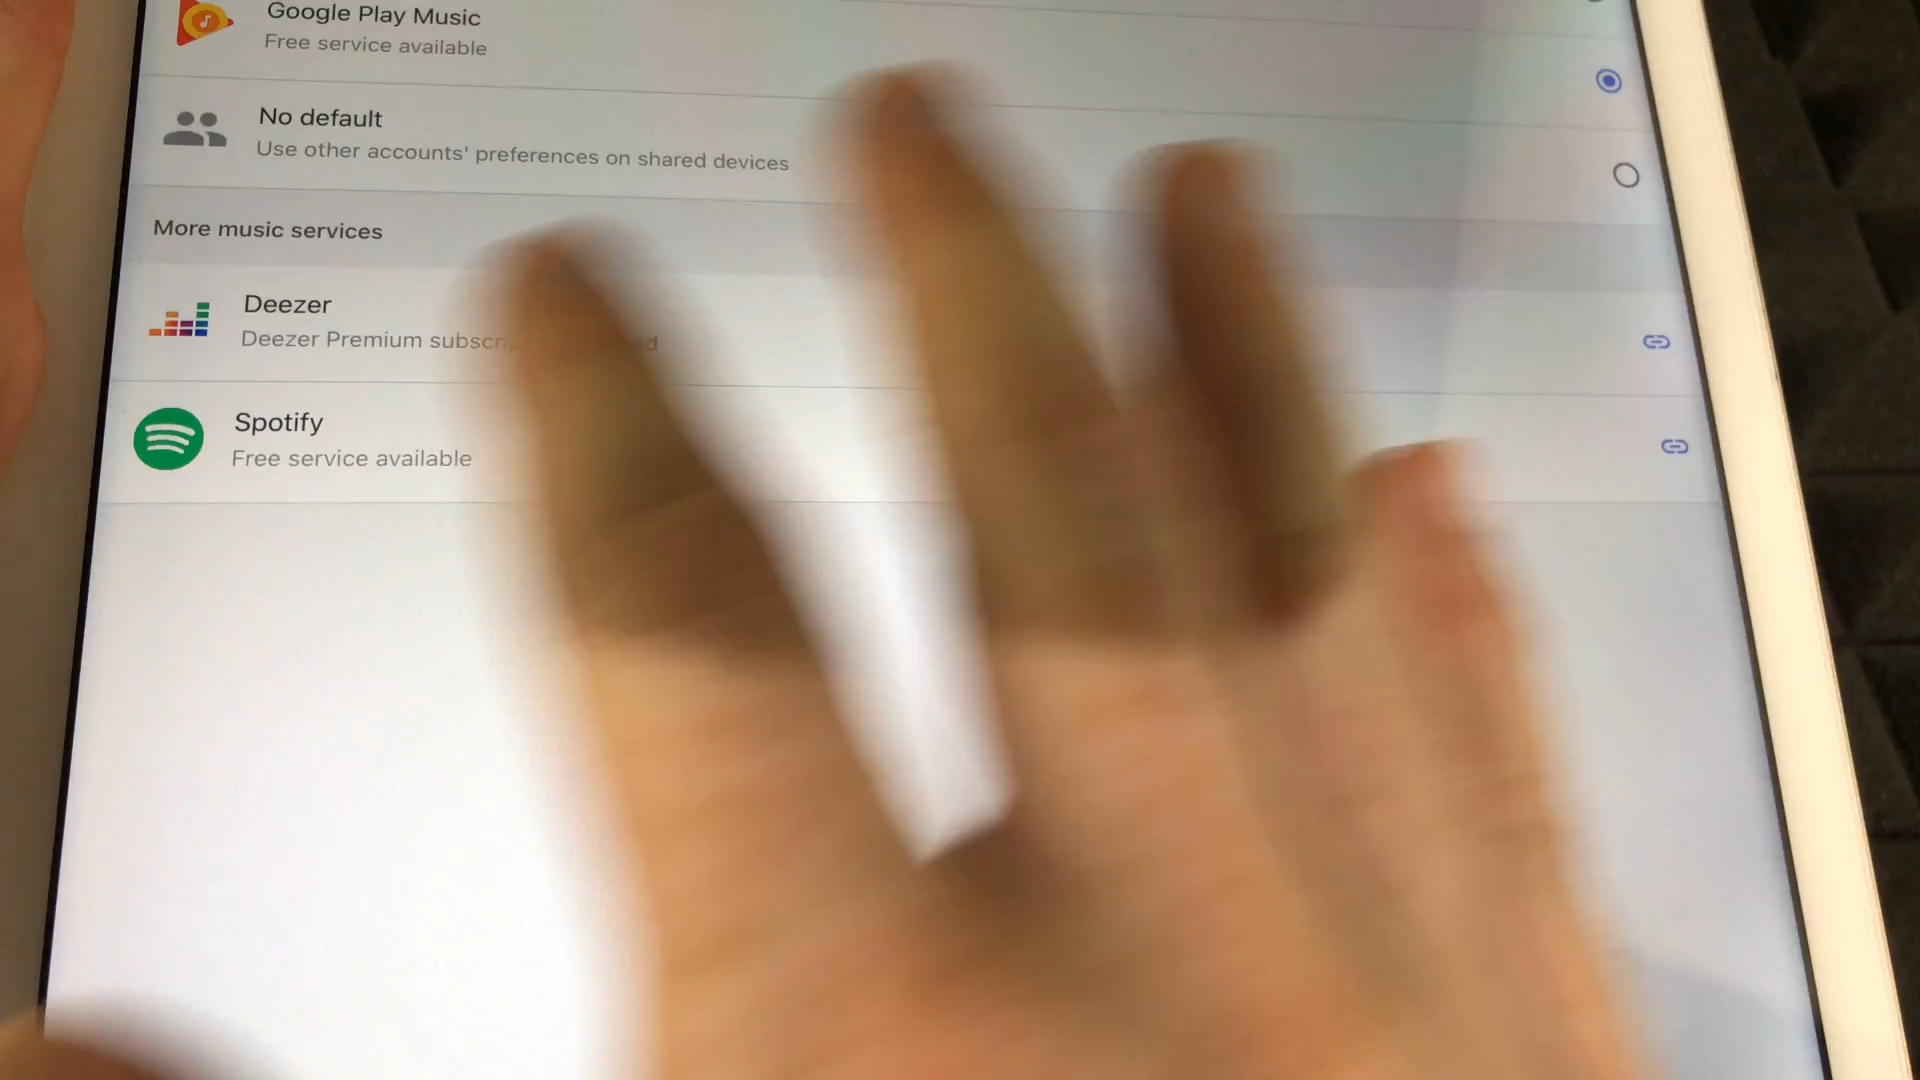 Google Play Music
Free service available
No default
Use other accounts' preferences on shared devices
More music services
Deezer
Deezer Premium
Spotify
Free service available